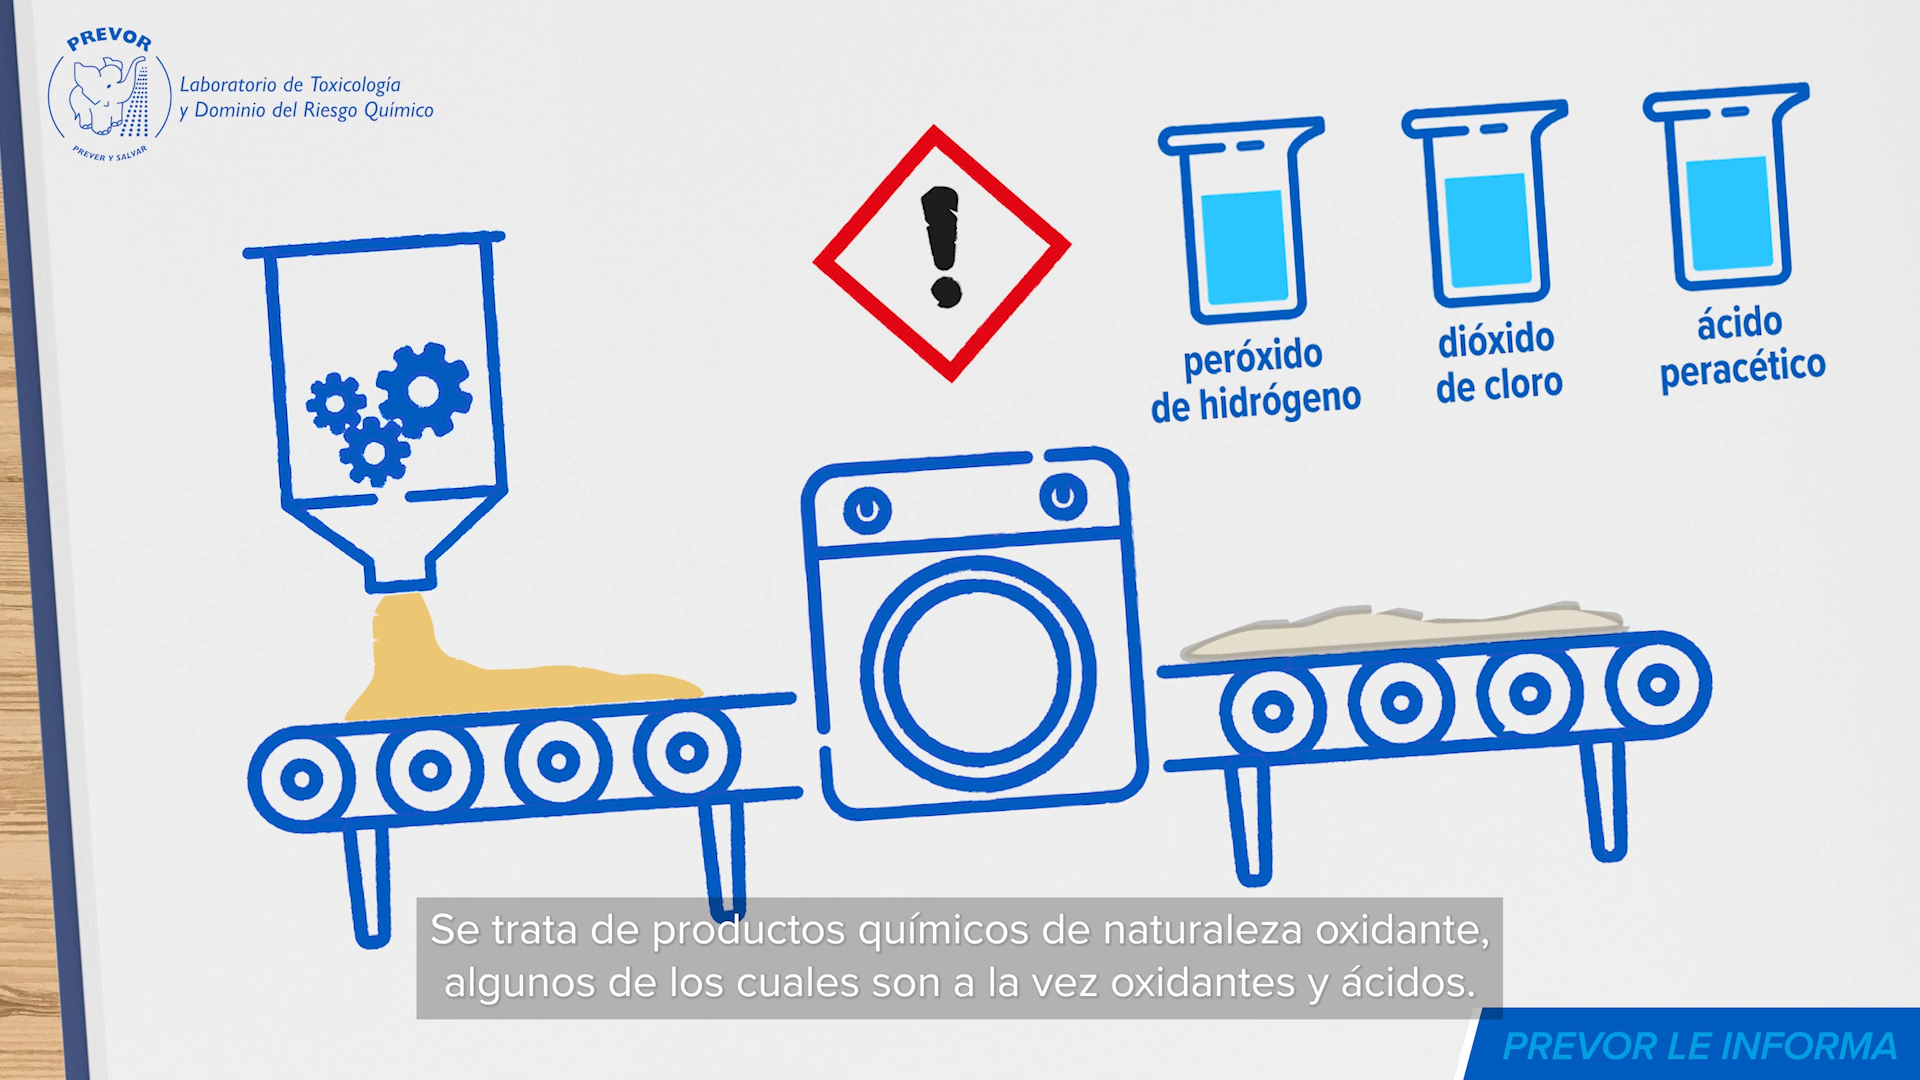 PREVOR
Laboratorio de Toxicología
y Dominio del Riesgo Químico
PREVER Y SALVAR
peróxido
de hidrógeno
dióxido
de cloro
ácido
peracético
Se trata de productos químicos de naturaleza oxidante,
algunos de los cuales son a la vez oxidantes y ácidos.
PREVOR LE INFORMA